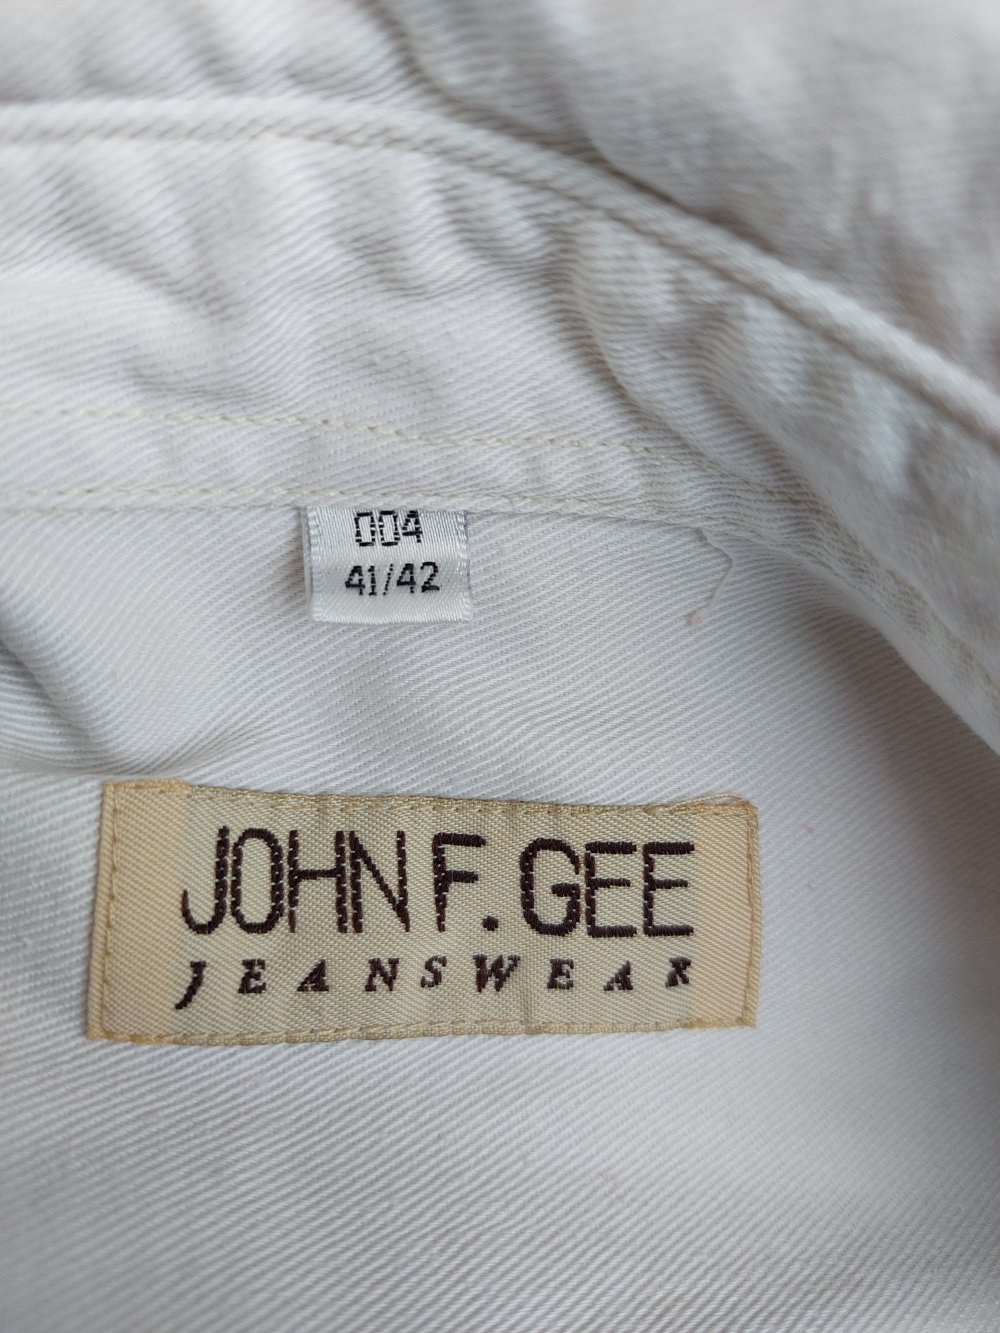 004
41/42
JOHN F. GEE
JEANSWEAR